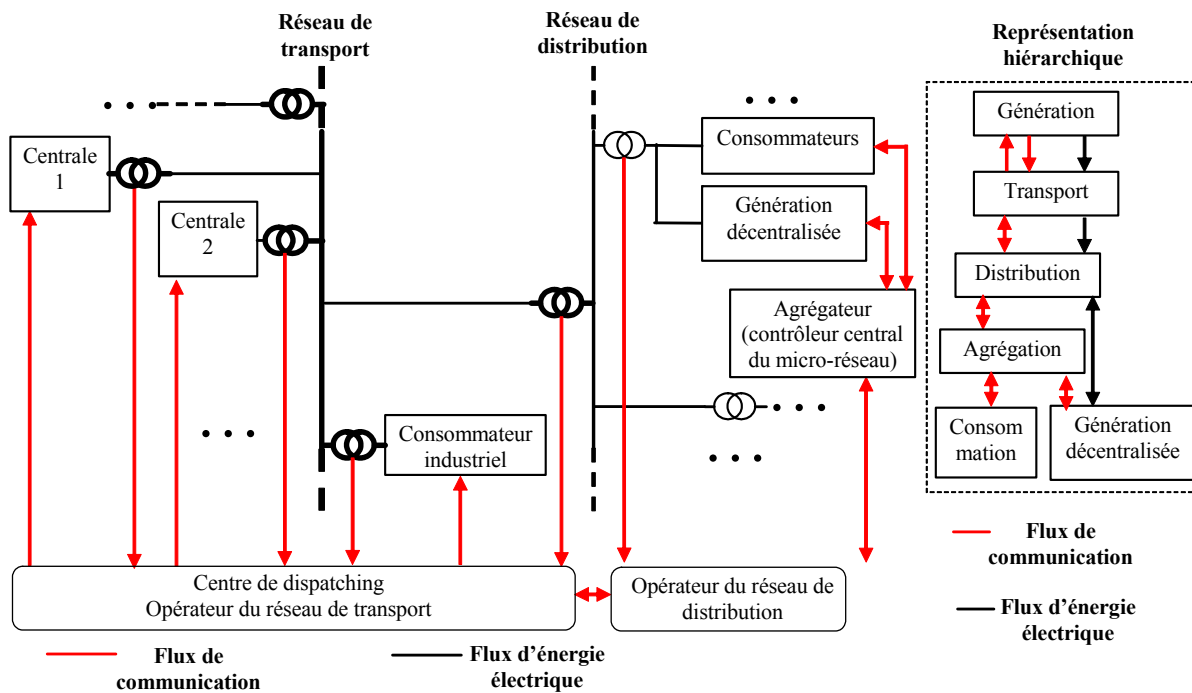 Réseau de
transport
Réseau de
distribution
Représentation
hiérarchique
Centrale
1
Centrale
2
Consommateurs
Génération
décentralisée
Agrégateur
(contrôleur central
du micro-réseau)
Consommateur
industriel
Centre de dispatching
Opérateur du réseau de transport
Opérateur du réseau de
distribution
Flux de
communication
Flux d’énergie
électrique
Génération
Transport
Distribution
Agrégation
Consom
mation
Génération
décentralisée
Flux de
communication
Flux d’énergie
électrique